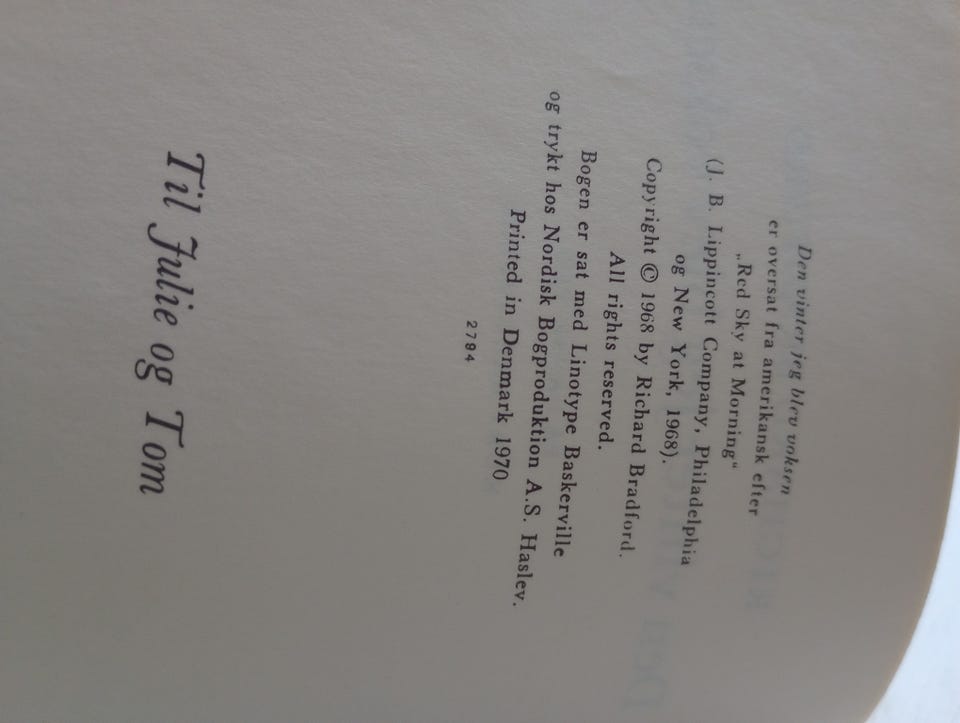 Den vinter jeg blev voksen
er oversat fra amerikansk efter
„Red Sky at Morning“
(J. B. Lippincott Company, Philadelphia
og New York, 1968).
Copyright © 1968 by Richard Bradford.
All rights reserved.
Bogen er sat med Linotype Baskerville
og trykt hos Nordisk Bogproduktion A.S. Haslev.
Printed in Denmark 1970
2794
Til Julie og Tom